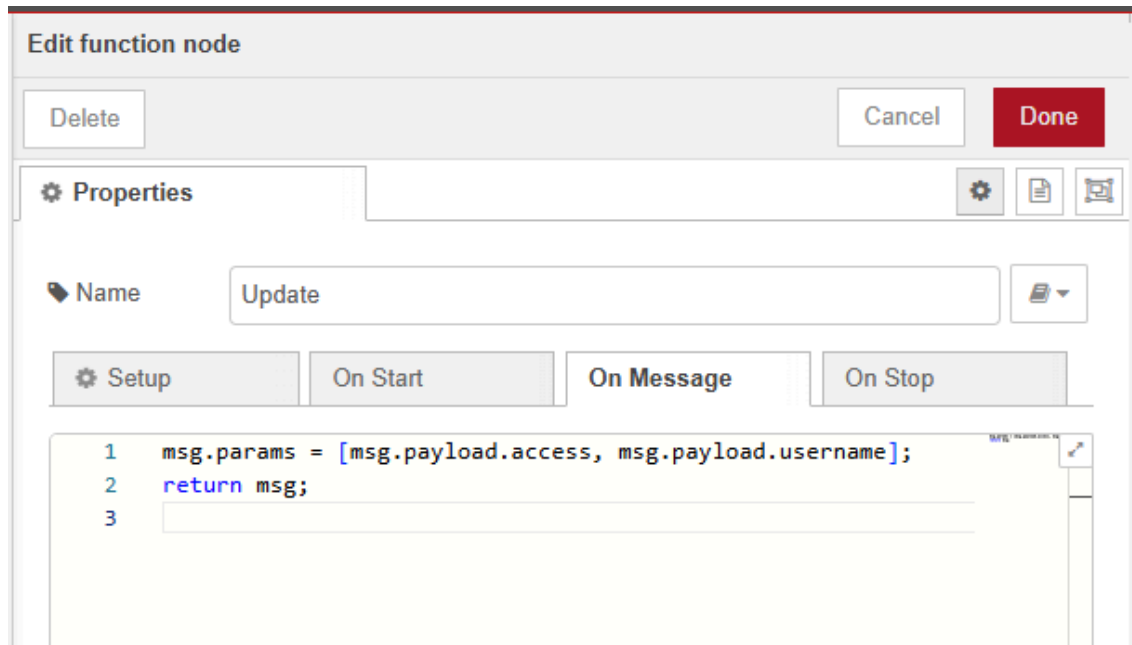 Edit function node
Delete Cancel Done
Properties
Name Update
Setup On Start On Message On Stop
1 msg.params = [msg.payload.access, msg.payload.username];
2 return msg;
3